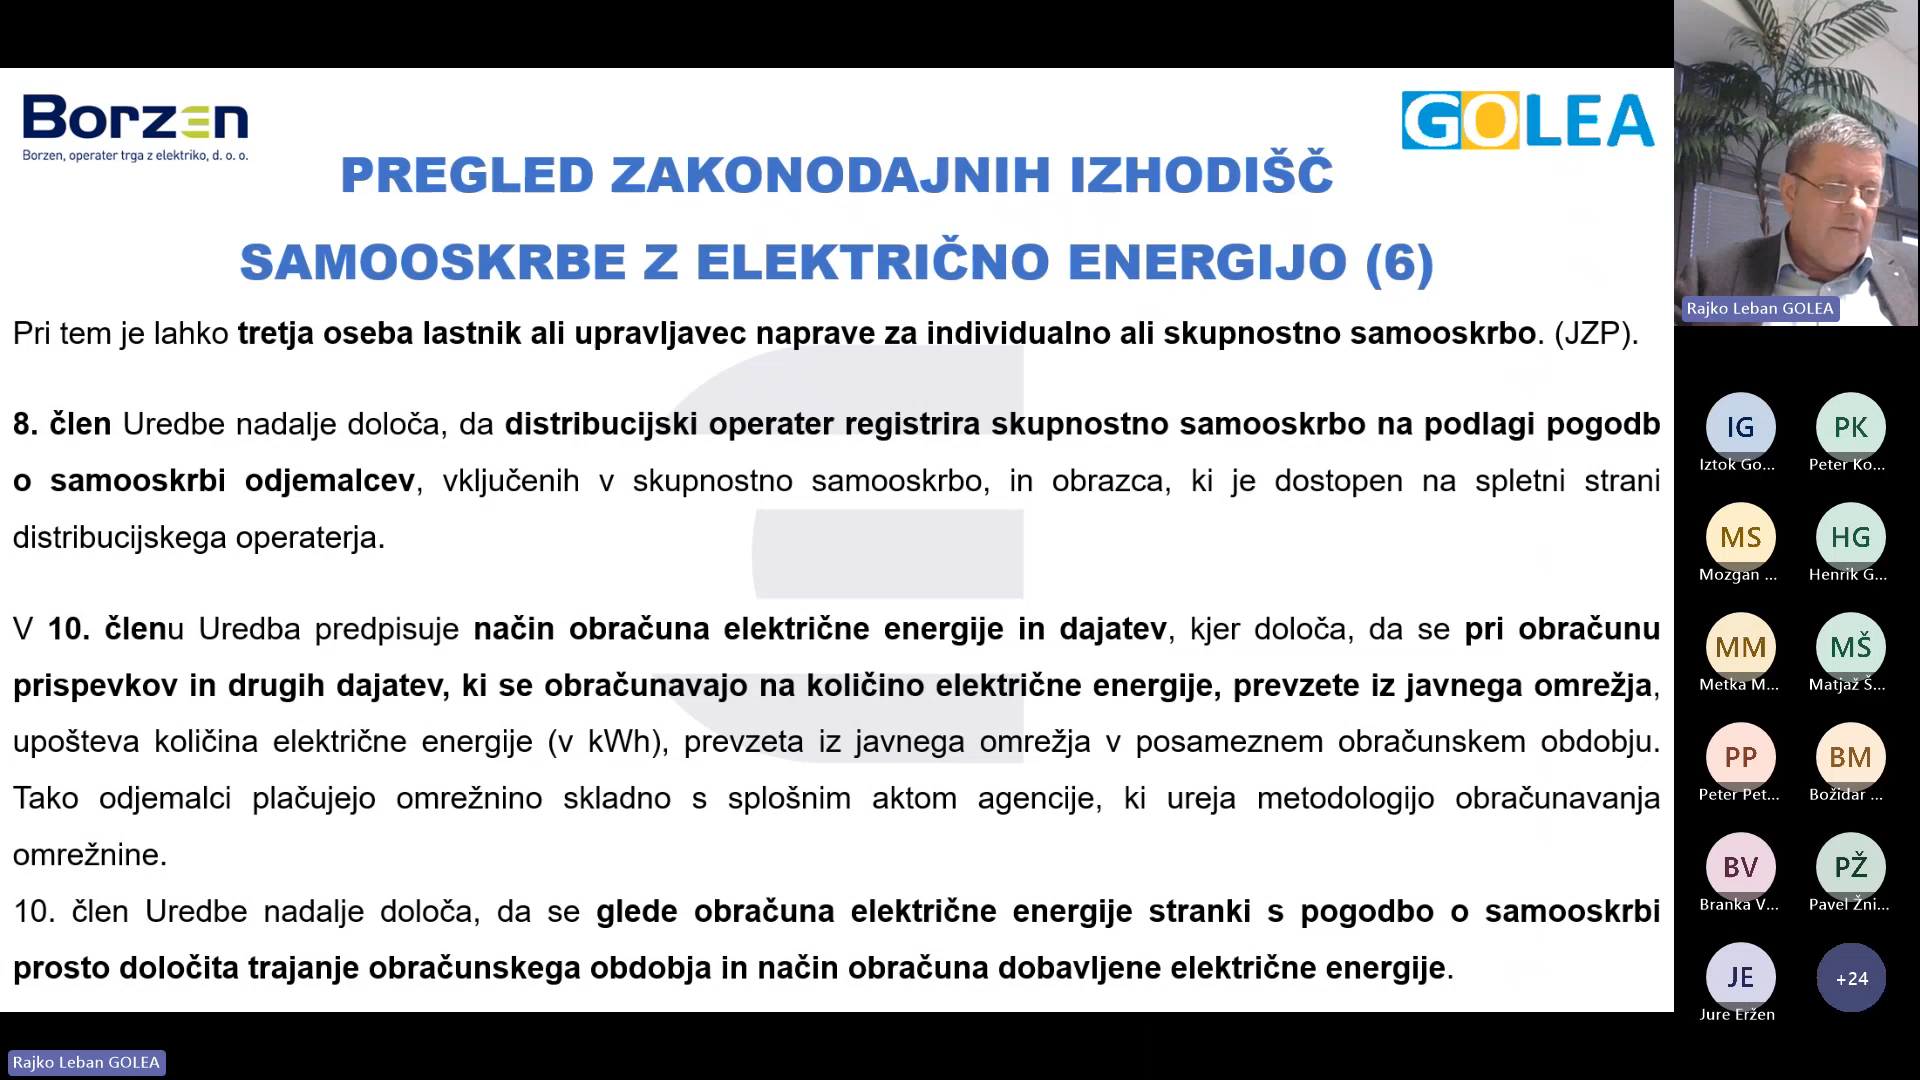 Borzen
Borzen, operater trga z elektriko, d. o. o.
GOLEA
PREGLED ZAKONODAJNIH IZHODIŠČ
SAMOOSKRBE Z ELEKTRIČNO ENERGIJO (6)
Pri tem je lahko tretja oseba lastnik ali upravljavec naprave za individualno ali skupnostno samooskrbo. (JZP).
8. člen Uredbe nadalje določa, da distribucijski operater registrira skupnostno samooskrbo na podlagi pogodb
o samooskrbi odjemalcev, vključenih v skupnostno samooskrbo, in obrazca, ki je dostopen na spletni strani
distribucijskega operaterja.
V 10. členu Uredba predpisuje način obračuna električne energije in dajatev, kjer določa, da se pri obračunu
prispevkov in drugih dajatev, ki se obračunavajo na količino električne energije, prevzete iz javnega omrežja,
upošteva količina električne energije (v kWh), prevzeta iz javnega omrežja v posameznem obračunskem obdobju.
Tako odjemalci plačujejo omrežnino skladno s splošnim aktom agencije, ki ureja metodologijo obračunavanja
omrežnine.
10. člen Uredbe nadalje določa, da se glede obračuna električne energije stranki s pogodbo o samooskrbi
prosto določita trajanje obračunskega obdobja in način obračuna dobavljene električne energije.
Rajko Leban GOLEA
IG
Iztok Go...
PK
Peter Ko...
MS
Mozgan ...
HG
Henrik G...
MM
Metka M...
MŠ
Matjaž Š...
PP
Peter Pet...
BM
Božidar ...
BV
Branka V...
PŽ
Pavel Žni...
JE
Jure Eržen
+24
Rajko Leban GOLEA